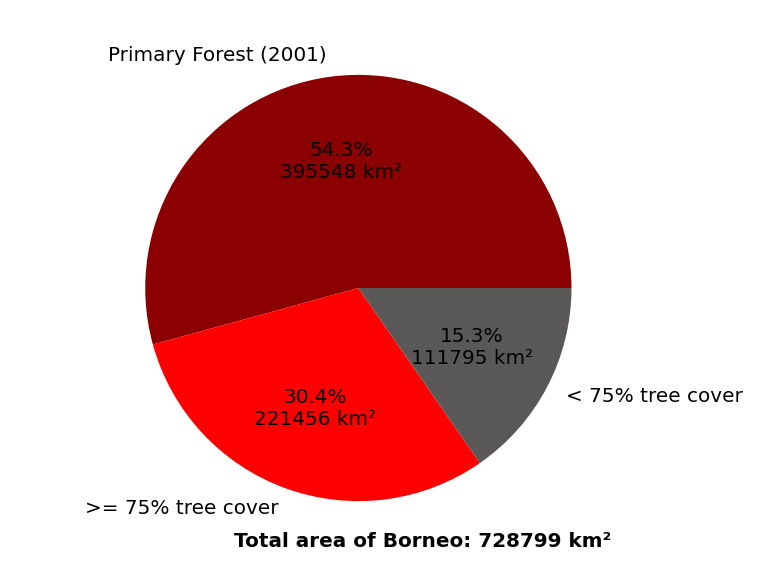 Primary Forest (2001)
54.3%
395548 km²
15.3%
111795 km²
< 75% tree cover
30.4%
221456 km²
>= 75% tree cover
Total area of Borneo: 728799 km²